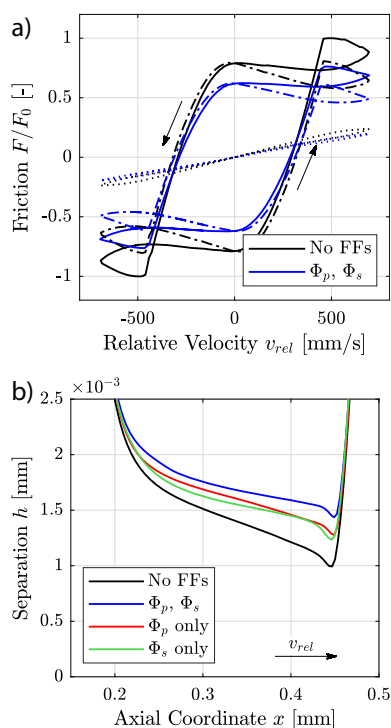 a)
1
0.5
0
-0.5
-1
Friction F/F₀ [-]
No FFs
Φₚ, Φₛ
-500 0 500
Relative Velocity vᵣₑₗ [mm/s]
b)
×10⁻³
2.5
2
1.5
1
0.5
0
Separation h [mm]
No FFs
Φₚ, Φₛ
Φₚ only
Φₛ only
vᵣₑₗ
0.2 0.3 0.4 0.5
Axial Coordinate x [mm]